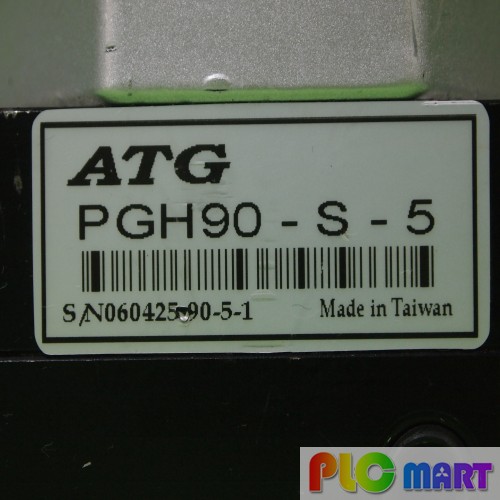 ATG
PGH90 - S - 5
S/N060425-90-5-1 Made in Taiwan
PLC MART